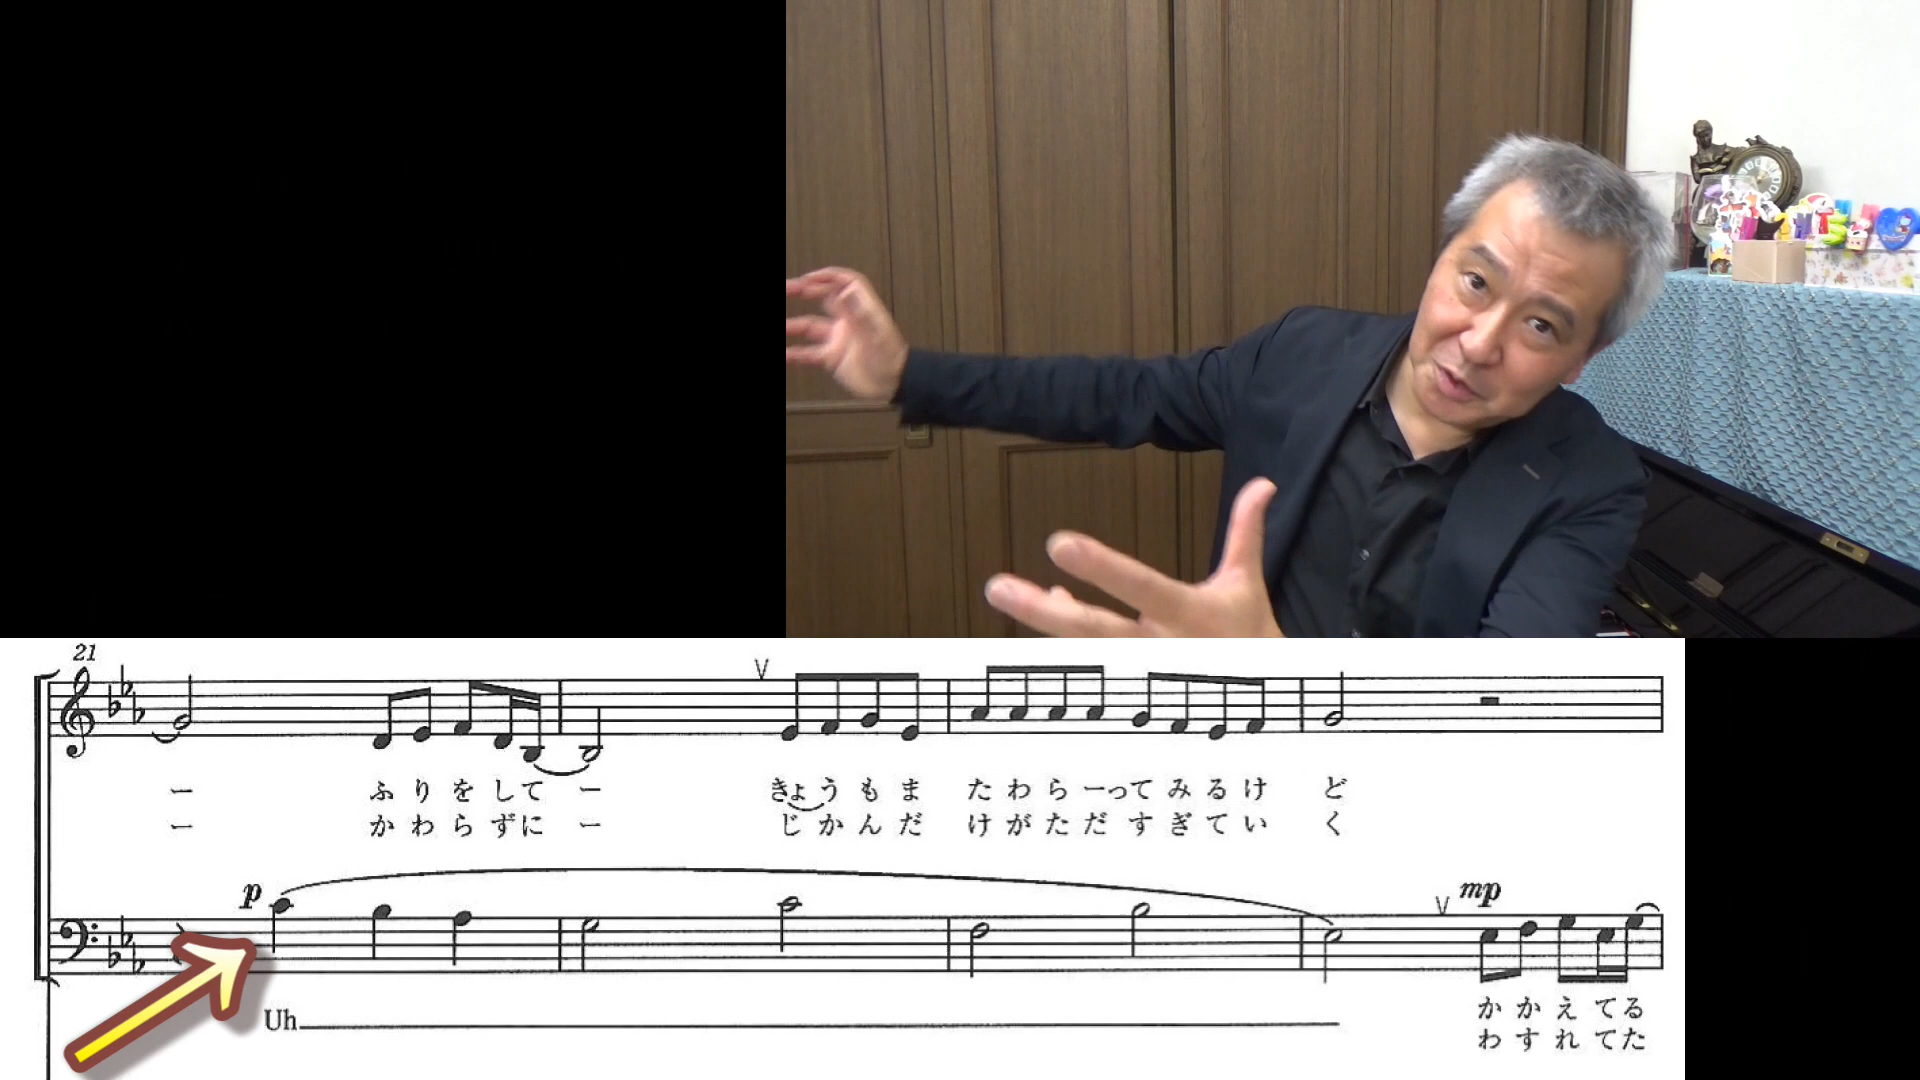 21
V
ー ふ り を し て ー きょ う も ま た わ ら ー っ て み る け ど
ー か わ ら ず に ー じ か ん だ け が た だ す ぎ て い く
p
V mp
Uh
か か え て る
わ す れ て た